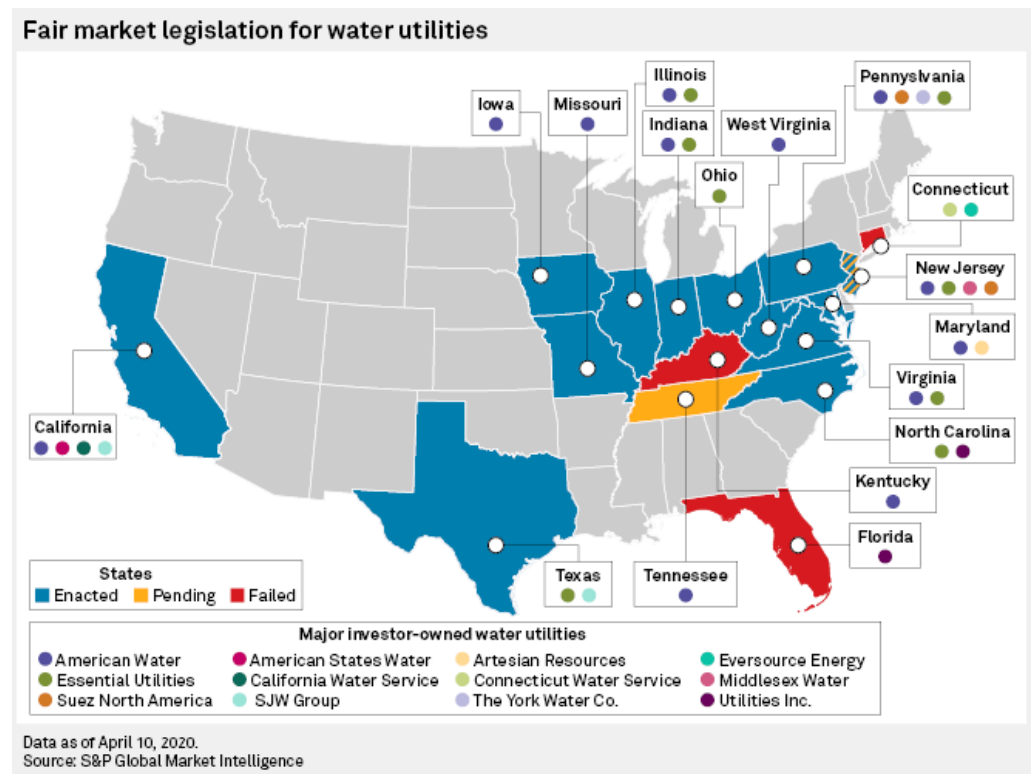 Fair market legislation for water utilities
Illinois
Pennyslvania
Iowa
Missouri
Indiana
West Virginia
Ohio
Connecticut
New Jersey
Maryland
Virginia
California
North Carolina
Kentucky
Florida
Texas
Tennessee
States
Enacted Pending Failed
Major investor-owned water utilities
American Water American States Water Artesian Resources Eversource Energy
Essential Utilities California Water Service Connecticut Water Service Middlesex Water
Suez North America SJW Group The York Water Co. Utilities Inc.
Data as of April 10, 2020.
Source: S&P Global Market Intelligence